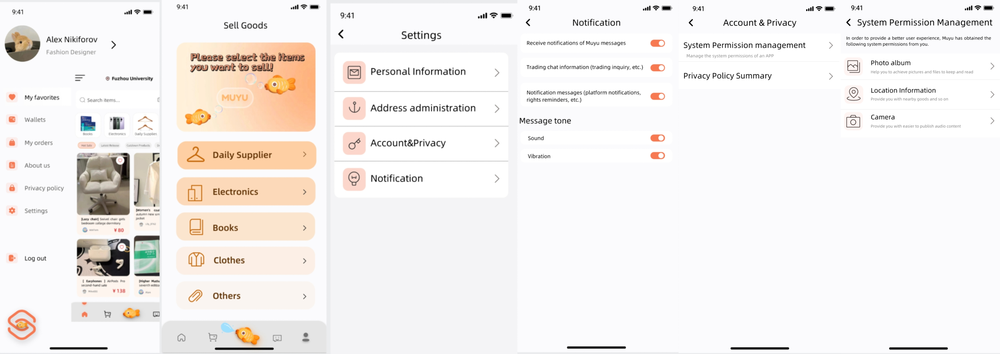 9:41
Alex Nikiforov
Fashion Designer
Fuzhou University
My favorites
Wallets
My orders
About us
Privacy policy
Settings
Log out
Search items...
Books
Electronics
Daily Supplies
Hot Sale
Latest Release
Cutdown Products
[Lazy chair] Swivel chair girls
bedroom college dormitory
¥ 80
[Women's coat
autumn new sim
jacket
[ Earphones ] AirPods Pro
second-hand sale
¥ 138
[Higher Mathe
seventh editio
Alan
9:41
Sell Goods
Please select the items
you want to sell!
MUYU
Daily Supplier
Electronics
Books
Clothes
Others
9:41
Settings
Personal Information
Address administration
Account&Privacy
Notification
9:41
Notification
Receive notifications of Muyu messages
Trading chat information (trading inquiry, etc.)
Notification messages (platform notifications,
rights reminders, etc.)
Message tone
Sound
Vibration
9:41
Account & Privacy
System Permission management
Manage the system permissions of an APP
Privacy Policy Summary
9:41
System Permission Management
In order to provide a better user experience, Muyu has obtained the
following system permissions from you.
Photo album
Help you to achieve pictures and files to keep and read
Location Information
Provide you with nearby goods and so on
Camera
Provide you with easier to publish audio content